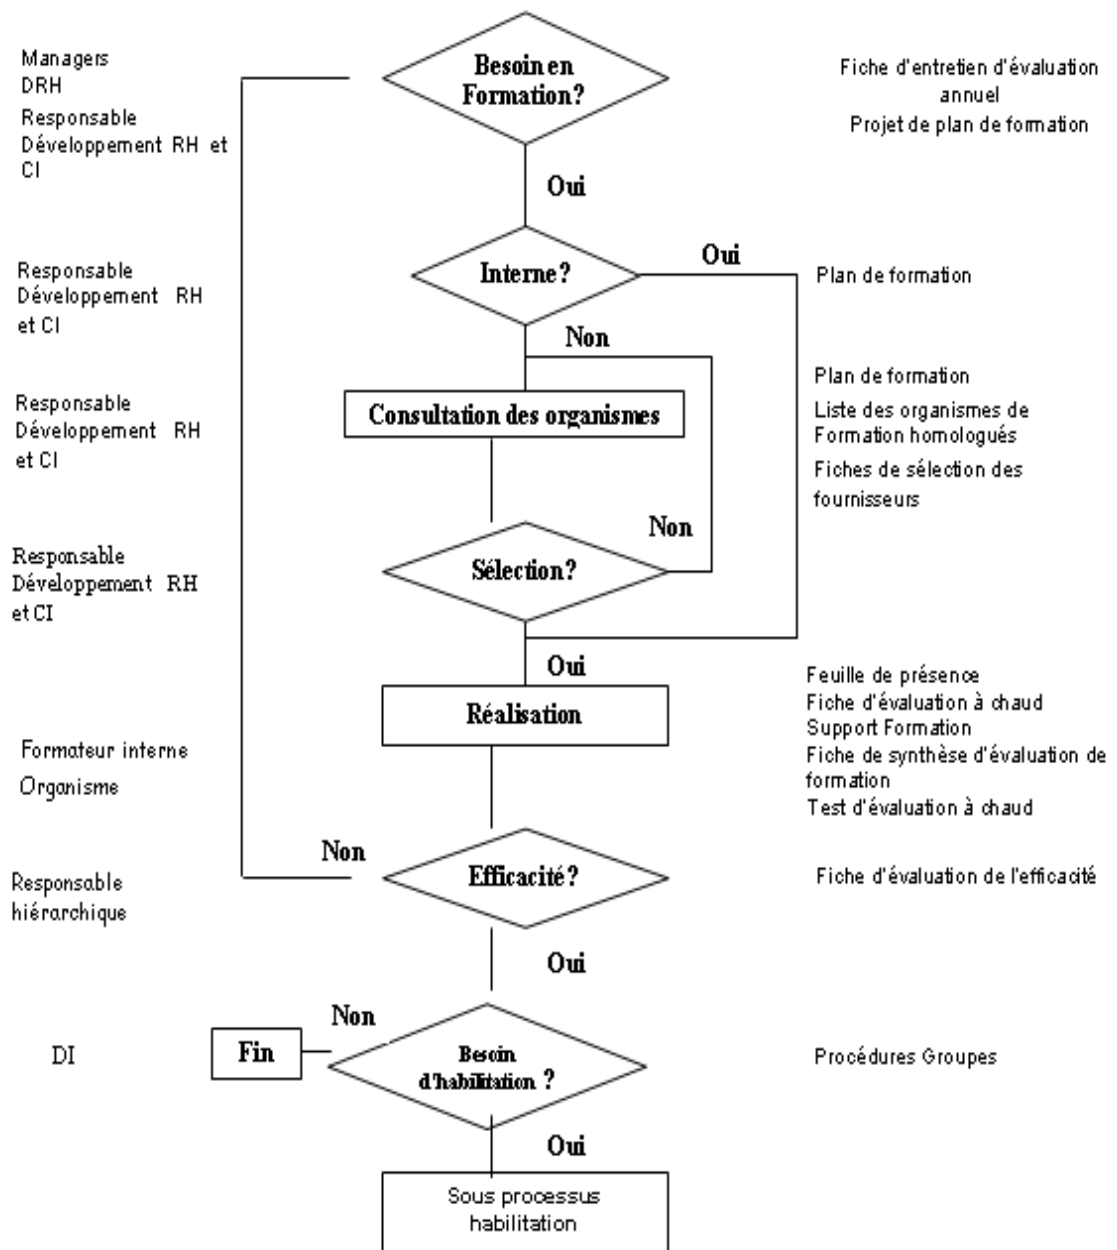 Managers
DRH
Responsable
Développement RH et
CI
Besoin en
Formation?
Fiche d'entretien d'évaluation
annuel
Projet de plan de formation
Oui
Responsable
Développement RH
et CI
Interne?
Oui
Plan de formation
Non
Responsable
Développement RH
et CI
Consultation des organismes
Plan de formation
Liste des organismes de
Formation homologués
Fiches de sélection des
fournisseurs
Non
Responsable
Développement RH
et CI
Sélection?
Oui
Réalisation
Formateur interne
Organisme
Feuille de présence
Fiche d'évaluation à chaud
Support Formation
Fiche de synthèse d'évaluation de
formation
Test d'évaluation à chaud
Non
Responsable
hiérarchique
Efficacité?
Fiche d'évaluation de l'efficacité
Oui
Non
DI
Fin
Besoin
d'habilitation ?
Procédures Groupes
Oui
Sous processus
habilitation